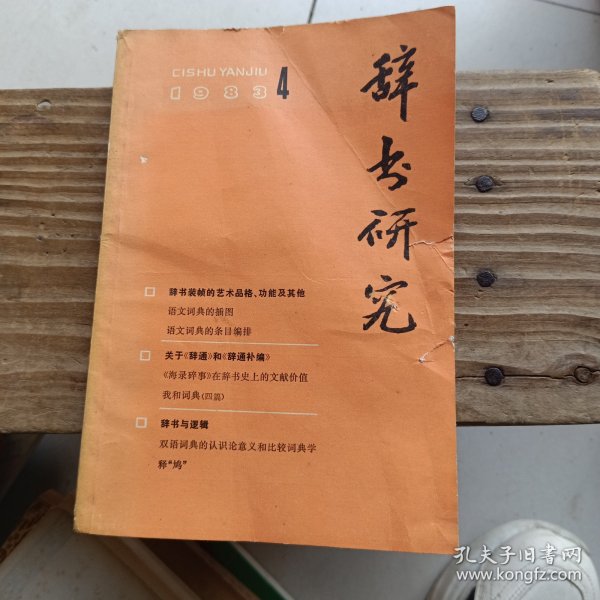 CISHU YANJIU
1983 4
辞书研究
辞书装帧的艺术品格、功能及其他
语文词典的插图
语文词典的条目编排
关于《辞通》和《辞通补编》
《海录碎事》在辞书史上的文献价值
我和词典(四篇)
辞书与逻辑
双语词典的认识论意义和比较词典学
释“鸠”
孔夫子旧书网
www.kongfz.com